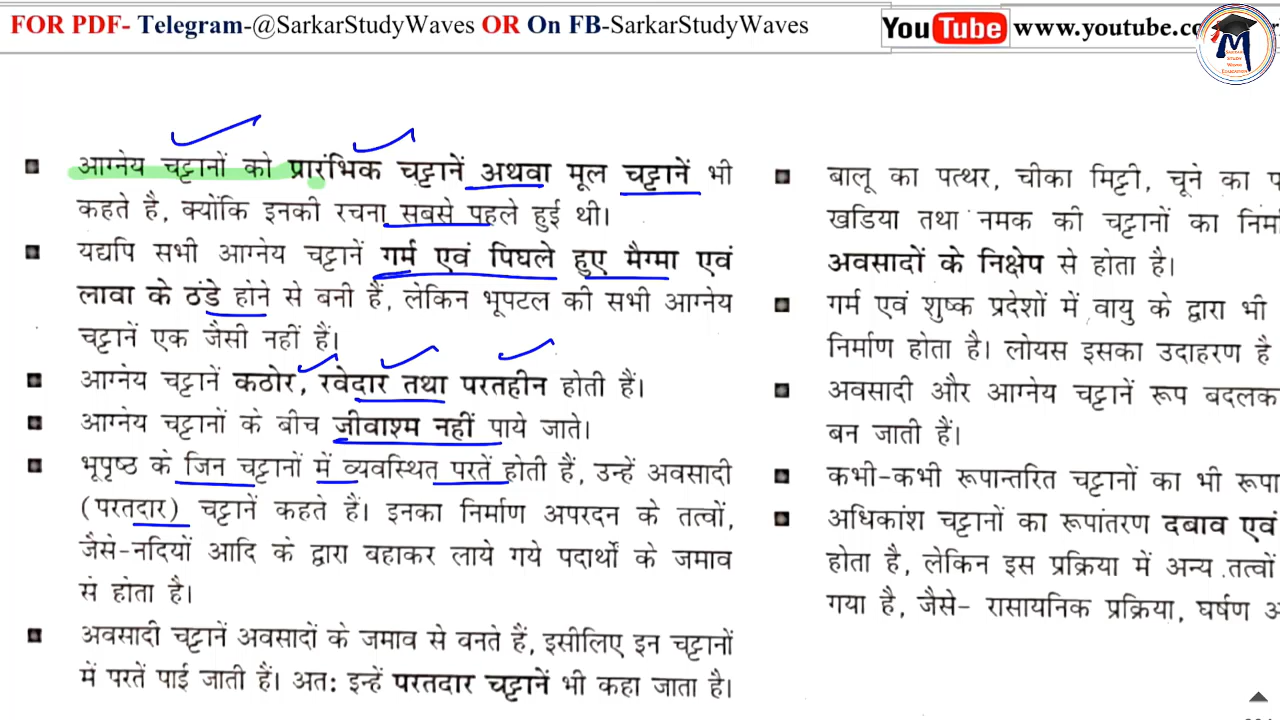 FOR PDF- Telegram-@SarkarStudyWaves OR On FB-SarkarStudyWaves
YouTube www.youtube.co
आग्नेय चट्टानों को प्रारंभिक चट्टानें अथवा मूल चट्टानें भी
कहते है, क्योंकि इनकी रचना सबसे पहले हुई थी।
यद्यपि सभी आग्नेय चट्टानें गर्म एवं पिघले हुए मैग्मा एवं
लावा के ठंडे होने से बनी हैं, लेकिन भूपटल की सभी आग्नेय
चट्टानें एक जैसी नहीं हैं।
आग्नेय चट्टानें कठोर, रवेदार तथा परतहीन होती हैं।
आग्नेय चट्टानों के बीच जीवाश्म नहीं पाये जाते।
भूपृष्ठ के जिन चट्टानों में व्यवस्थित परतें होती हैं, उन्हें अवसादी
(परतदार) चट्टानें कहते हैं। इनका निर्माण अपरदन के तत्वों,
जैसे-नदियों आदि के द्वारा बहाकर लाये गये पदार्थों के जमाव
से होता है।
अवसादी चट्टानें अवसादों के जमाव से बनते हैं, इसीलिए इन चट्टानों
में परतें पाई जाती हैं। अतः इन्हें परतदार चट्टानें भी कहा जाता है।
बालू का पत्थर, चीका मिट्टी, चूने का
खडिया तथा नमक की चट्टानों का
अवसादों के निक्षेप से होता है।
गर्म एवं शुष्क प्रदेशों में वायु के द्वारा भी
निर्माण होता है। लोयस इसका उदाहरण है
अवसादी और आग्नेय चट्टानें रूप
बन जाती हैं।
कभी-कभी रूपान्तरित चट्टानों का भी
अधिकांश चट्टानों का रूपांतरण दबाव एवं
होता है, लेकिन इस प्रक्रिया में अन्य तत्वों
गया है, जैसे- रासायनिक प्रक्रिया, घर्षण